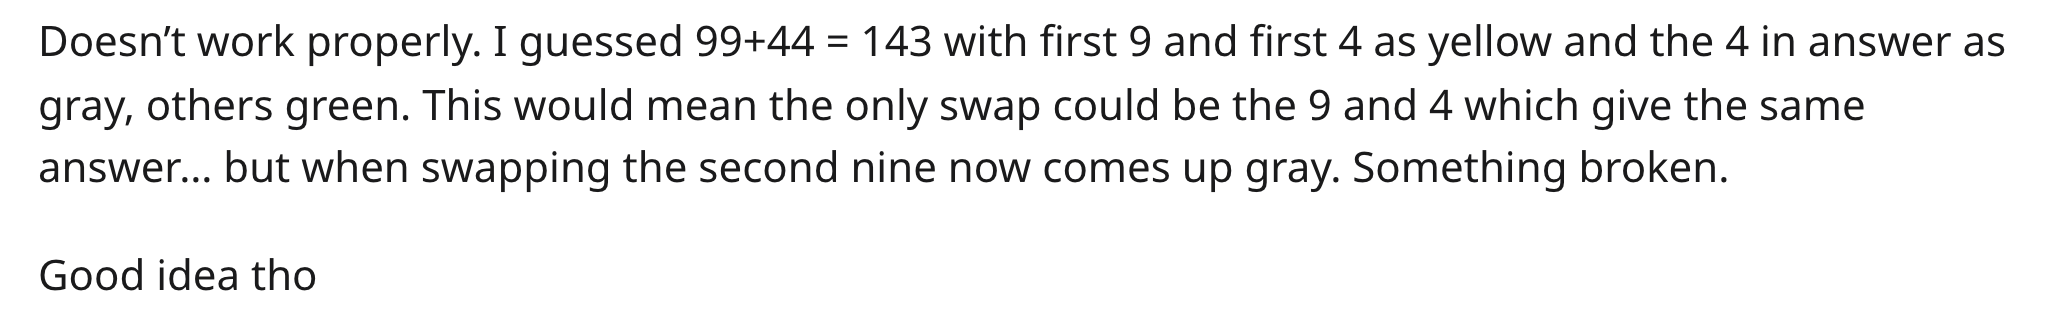 Doesn’t work properly. I guessed 99+44 = 143 with first 9 and first 4 as yellow and the 4 in answer as
gray, others green. This would mean the only swap could be the 9 and 4 which give the same
answer… but when swapping the second nine now comes up gray. Something broken.
Good idea tho